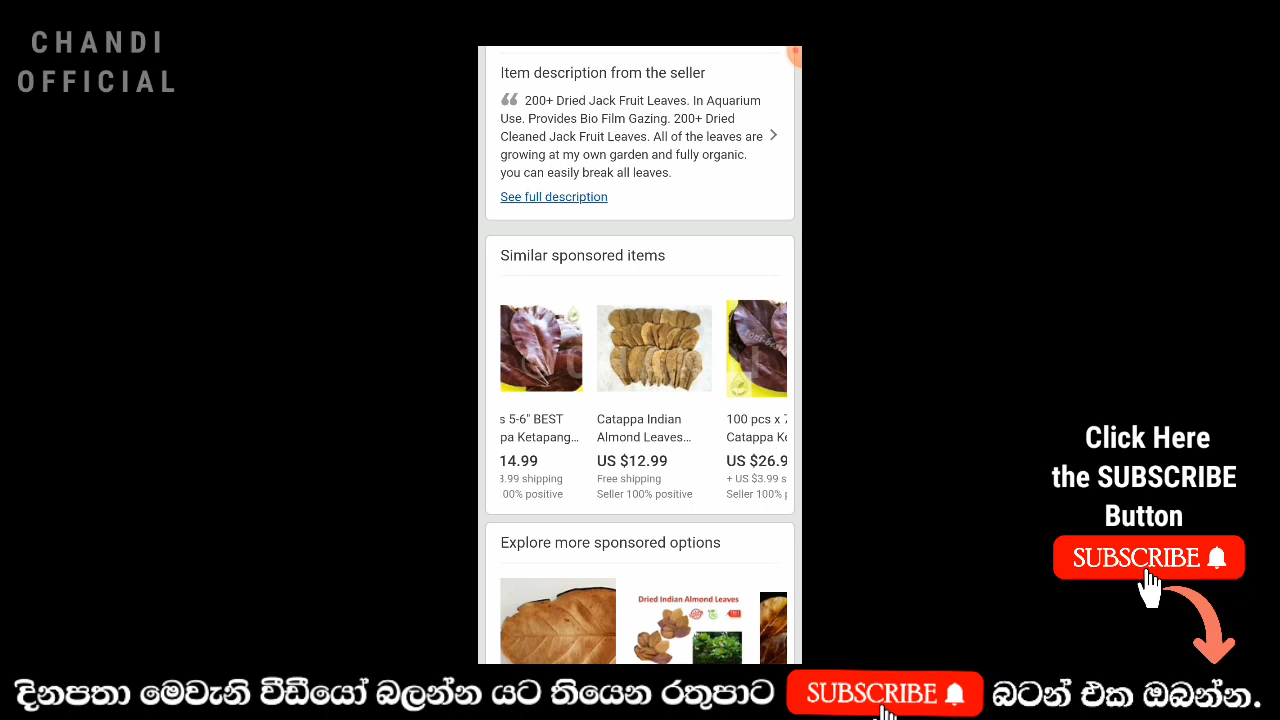 CHANDI
OFFICIAL
Item description from the seller
200+ Dried Jack Fruit Leaves. In Aquarium
Use. Provides Bio Film Gazing. 200+ Dried
Cleaned Jack Fruit Leaves. All of the leaves are
growing at my own garden and fully organic.
you can easily break all leaves.
See full description
Similar sponsored items
s 5-6" BEST
pa Ketapang...
14.99
3.99 shipping
00% positive
Catappa Indian
Almond Leaves...
US $12.99
Free shipping
Seller 100% positive
100 pcs x 7
Catappa Ke
US $26.9
+ US $3.99 s
Seller 100% p
Explore more sponsored options
Dried Indian Almond Leaves
Click Here
the SUBSCRIBE
Button
SUBSCRIBE
දිනපතා මෙවැනි වීඩියෝ බලන්න යට තියෙන රතුපාට SUBSCRIBE බටන් එක ඔබන්න.